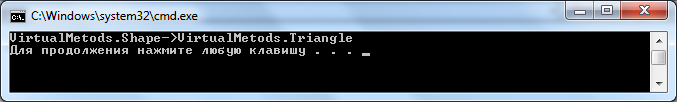 C:\Windows\system32\cmd.exe
VirtualMetods.Shape->VirtualMetods.Triangle
Для продолжения нажмите любую клавишу . . . _